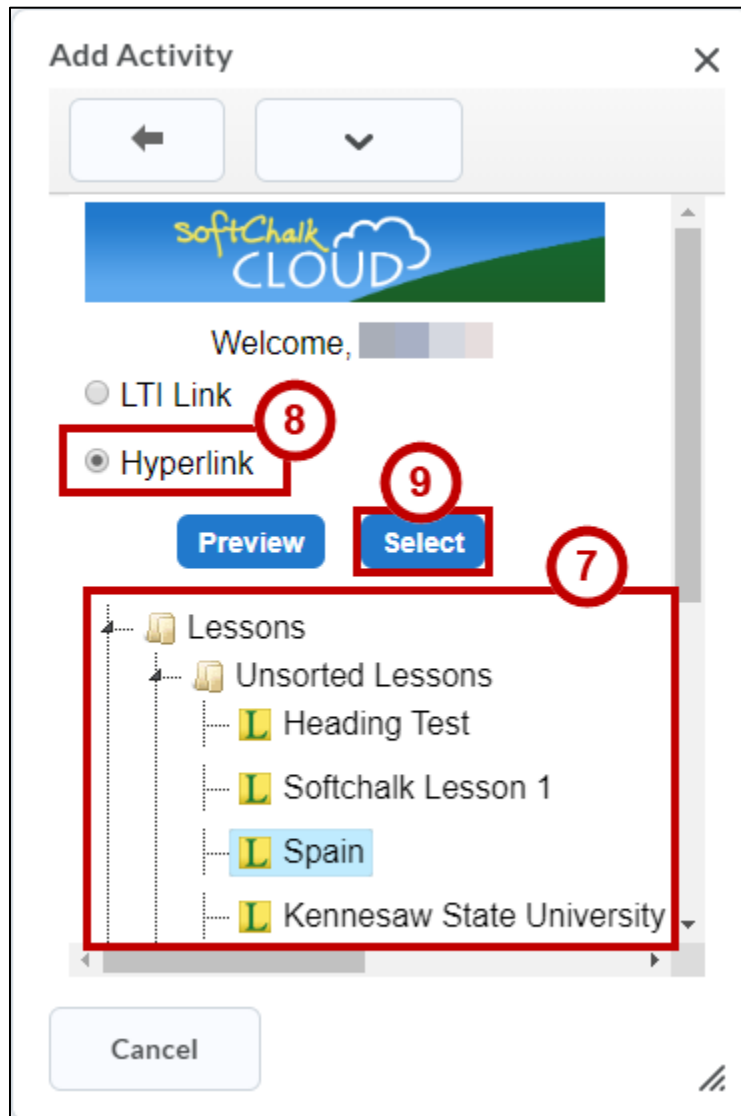 Add Activity
softChalk
CLOUD
Welcome,
LTI Link
8
Hyperlink
9
Preview Select
7
Lessons
Unsorted Lessons
L Heading Test
L Softchalk Lesson 1
L Spain
L Kennesaw State University
Cancel